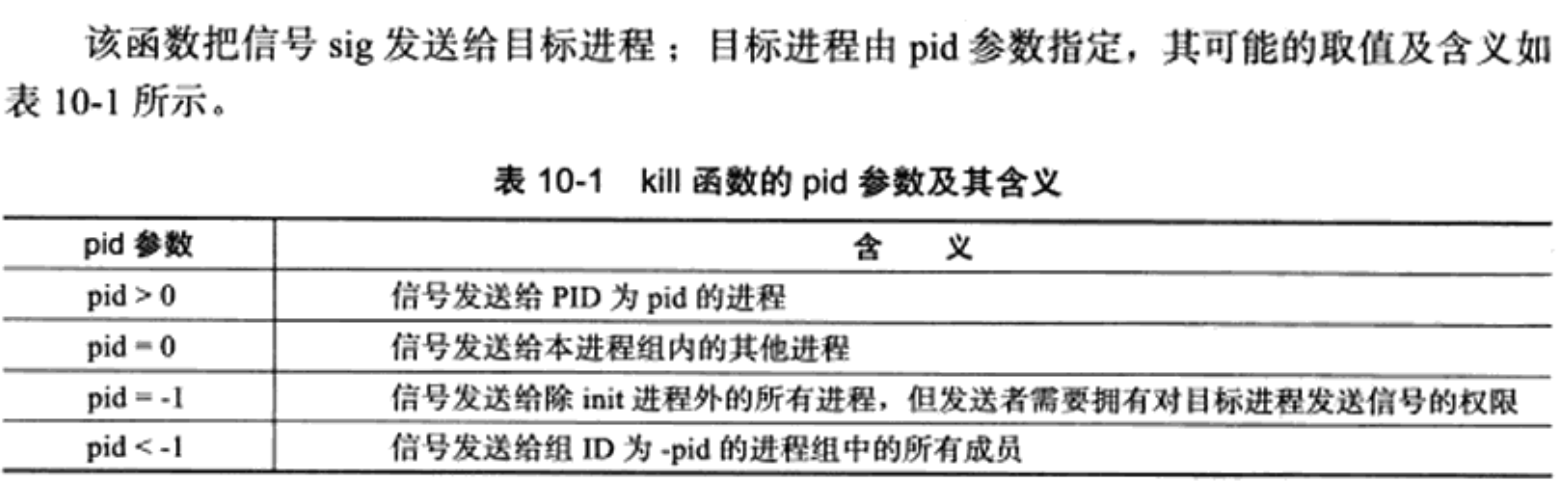 该函数把信号 sig 发送给目标进程；目标进程由 pid 参数指定，其可能的取值及含义如
表 10-1 所示。
表 10-1 kill 函数的 pid 参数及其含义
pid 参数 含 义
pid > 0 信号发送给 PID 为 pid 的进程
pid = 0 信号发送给本进程组内的其他进程
pid = -1 信号发送给除 init 进程外的所有进程，但发送者需要拥有对目标进程发送信号的权限
pid < -1 信号发送给组 ID 为 -pid 的进程组中的所有成员